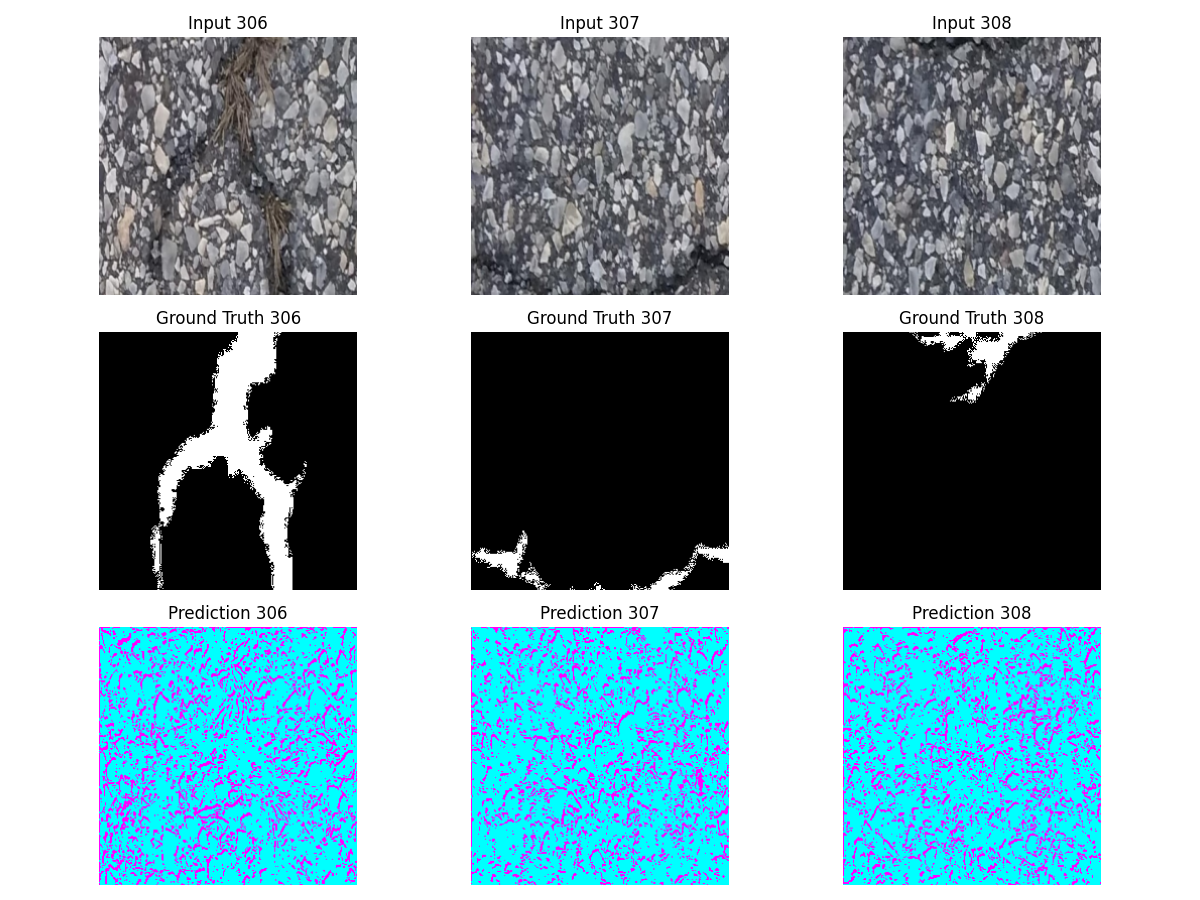 Input 306
Input 307
Input 308
Ground Truth 306
Ground Truth 307
Ground Truth 308
Prediction 306
Prediction 307
Prediction 308